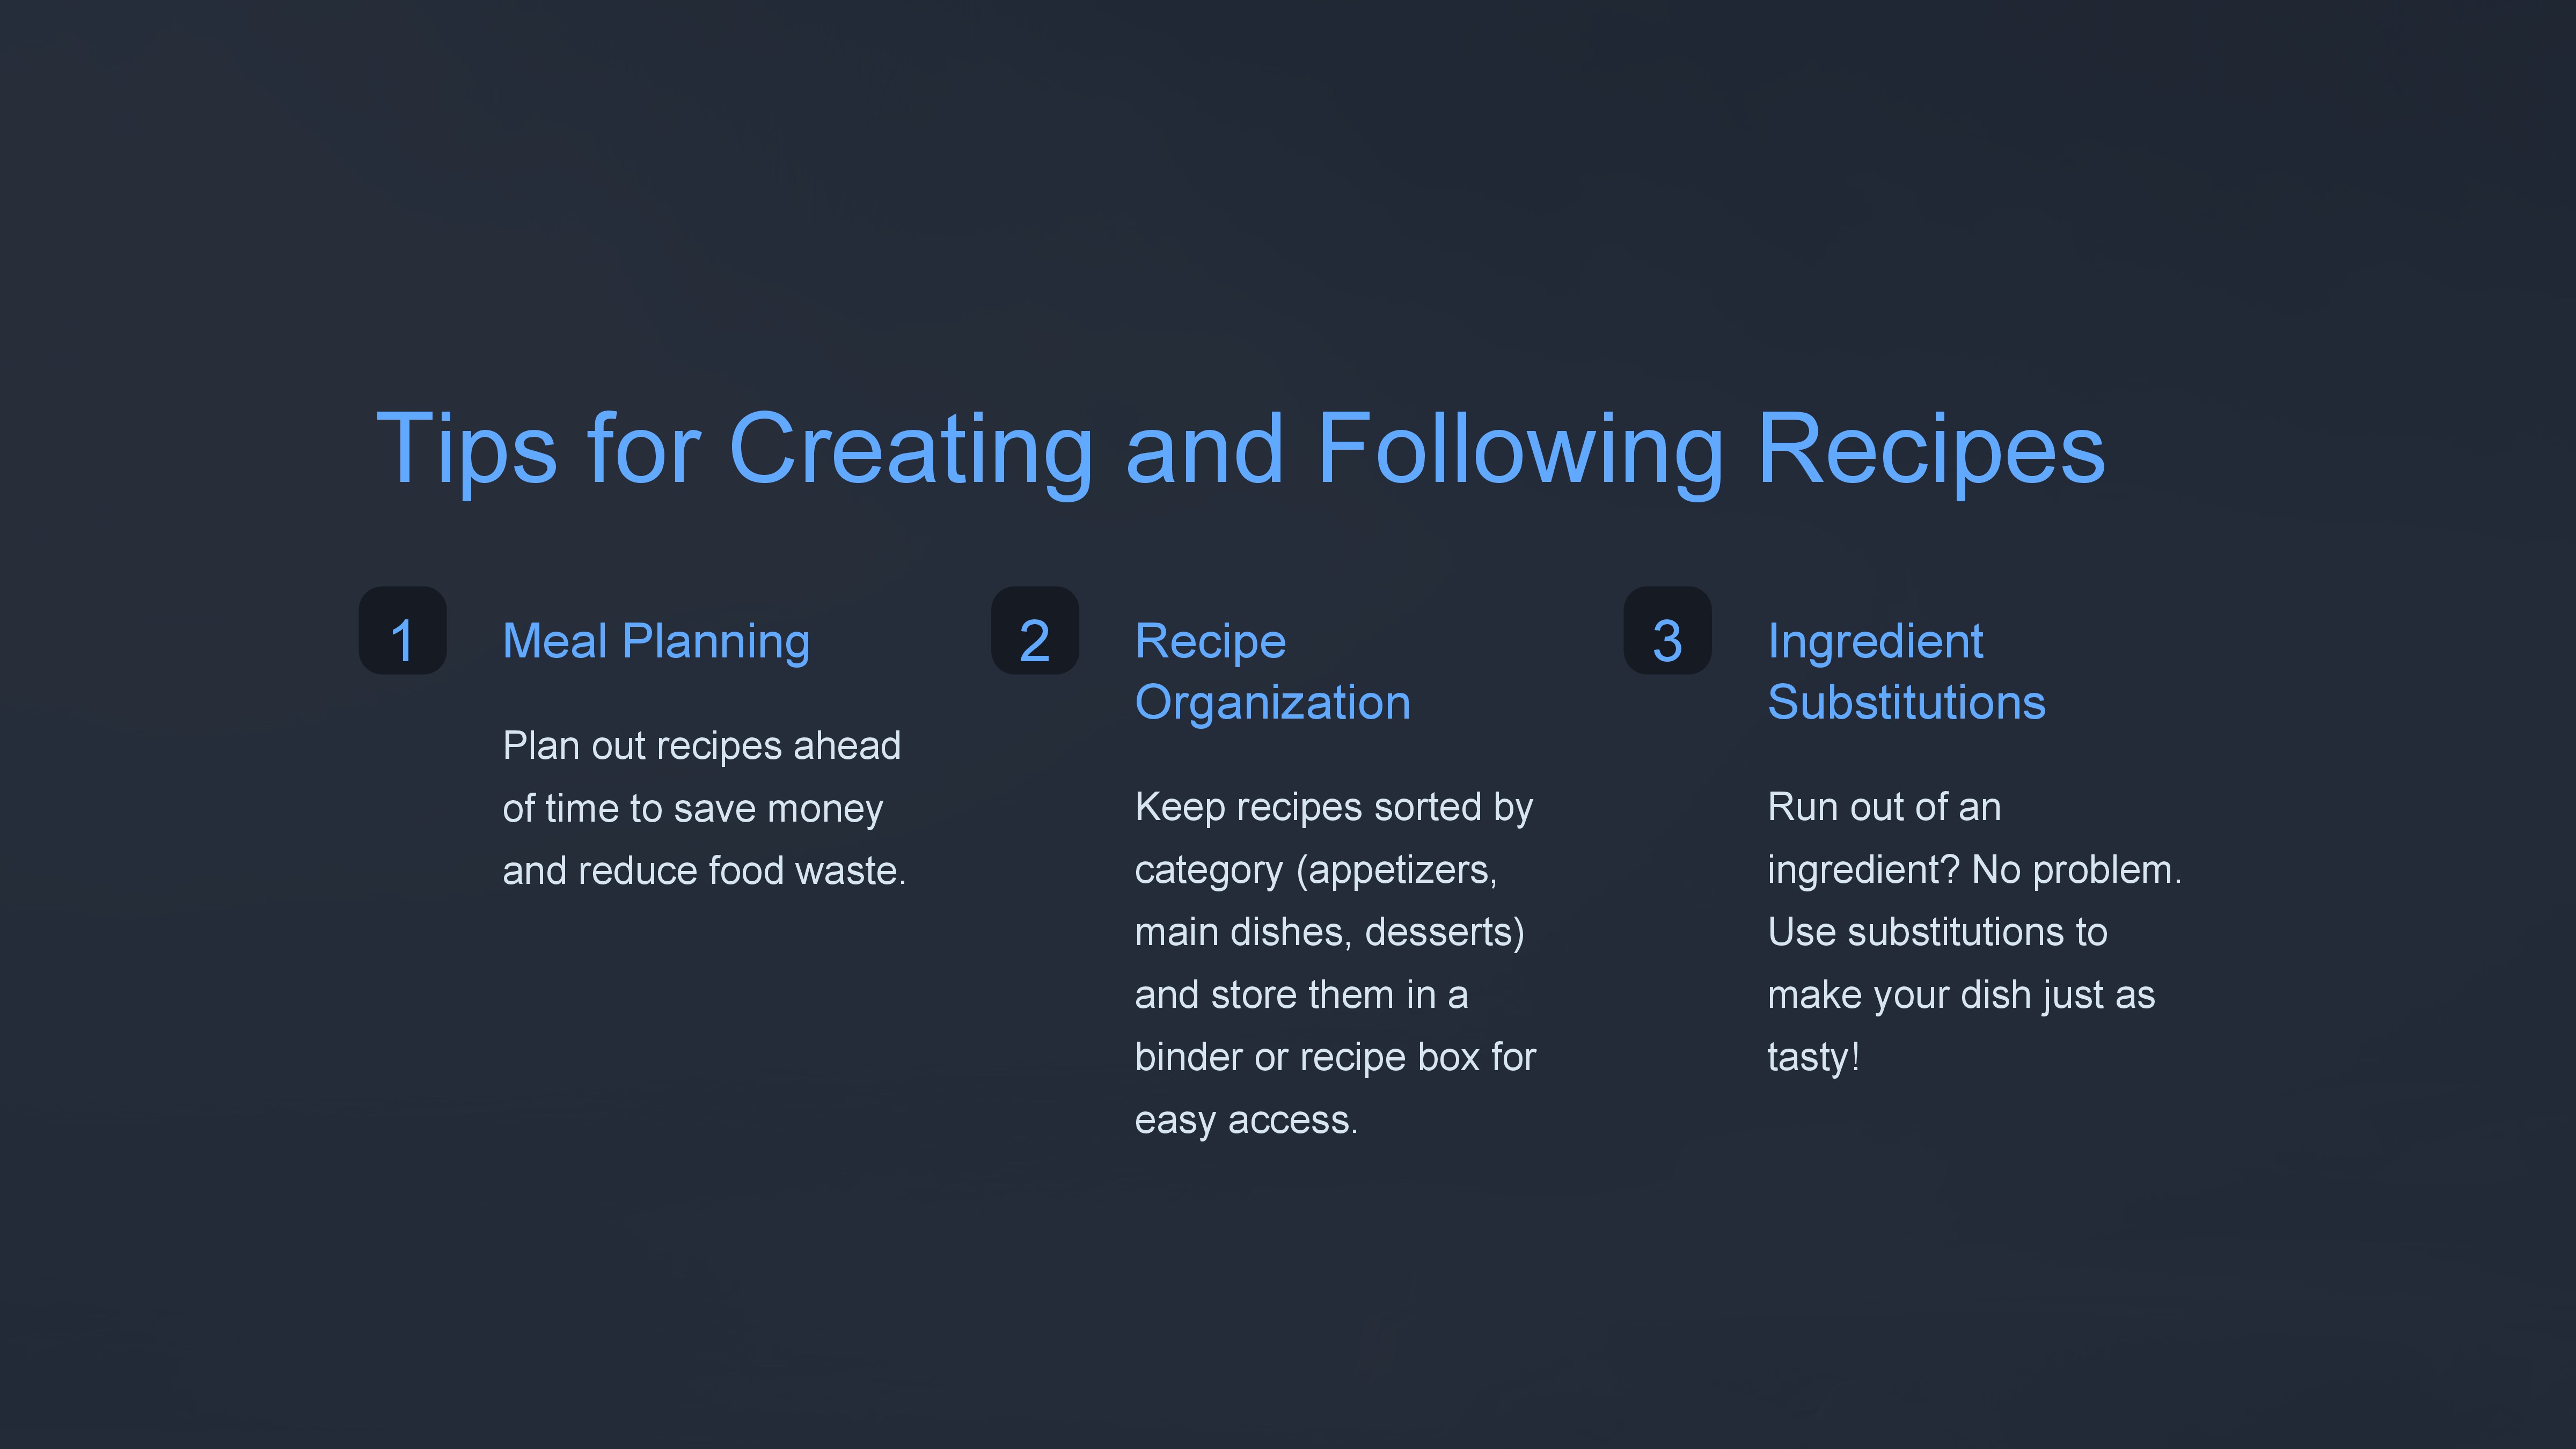 Tips for Creating and Following Recipes
1
Meal Planning
Plan out recipes ahead
of time to save money
and reduce food waste.
2
Recipe
Organization
Keep recipes sorted by
category (appetizers,
main dishes, desserts)
and store them in a
binder or recipe box for
easy access.
3
Ingredient
Substitutions
Run out of an
ingredient? No problem.
Use substitutions to
make your dish just as
tasty!